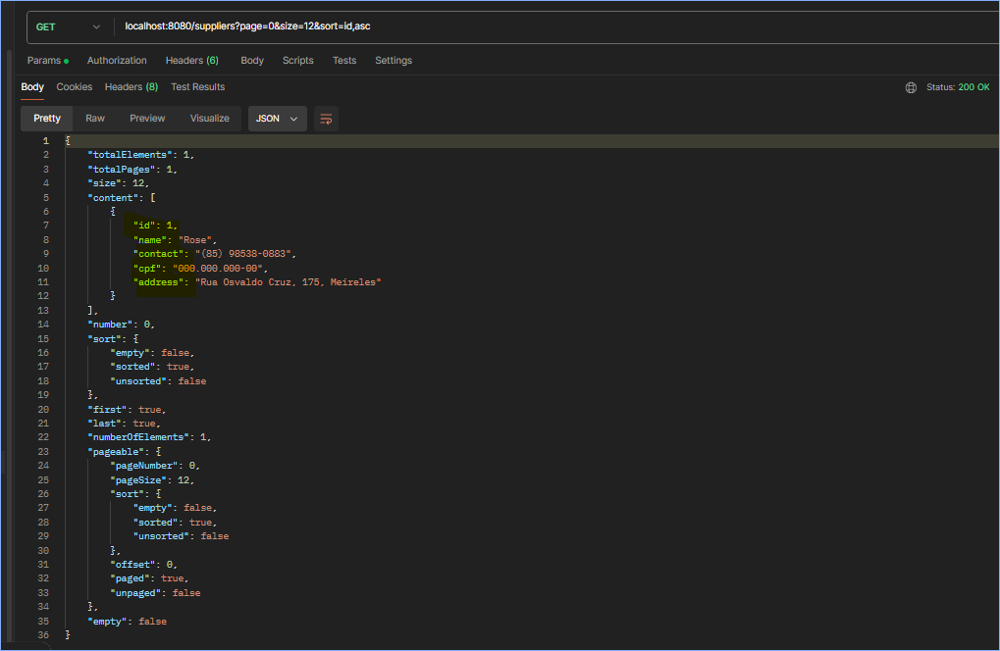 GET localhost:8080/suppliers?page=0&size=12&sort=id,asc
Params Authorization Headers (6) Body Scripts Tests Settings
Body Cookies Headers (8) Test Results Status: 200 OK
Pretty Raw Preview Visualize JSON
1 {
2 "totalElements": 1,
3 "totalPages": 1,
4 "size": 12,
5 "content": [
6 {
7 "id": 1,
8 "name": "Rose",
9 "contact": "(85) 98538-0883",
10 "cpf": "000.000.000-00",
11 "address": "Rua Osvaldo Cruz, 175, Meireles"
12 }
13 ],
14 "number": 0,
15 "sort": {
16 "empty": false,
17 "sorted": true,
18 "unsorted": false
19 },
20 "first": true,
21 "last": true,
22 "numberOfElements": 1,
23 "pageable": {
24 "pageNumber": 0,
25 "pageSize": 12,
26 "sort": {
27 "empty": false,
28 "sorted": true,
29 "unsorted": false
30 },
31 "offset": 0,
32 "paged": true,
33 "unpaged": false
34 },
35 "empty": false
36 }